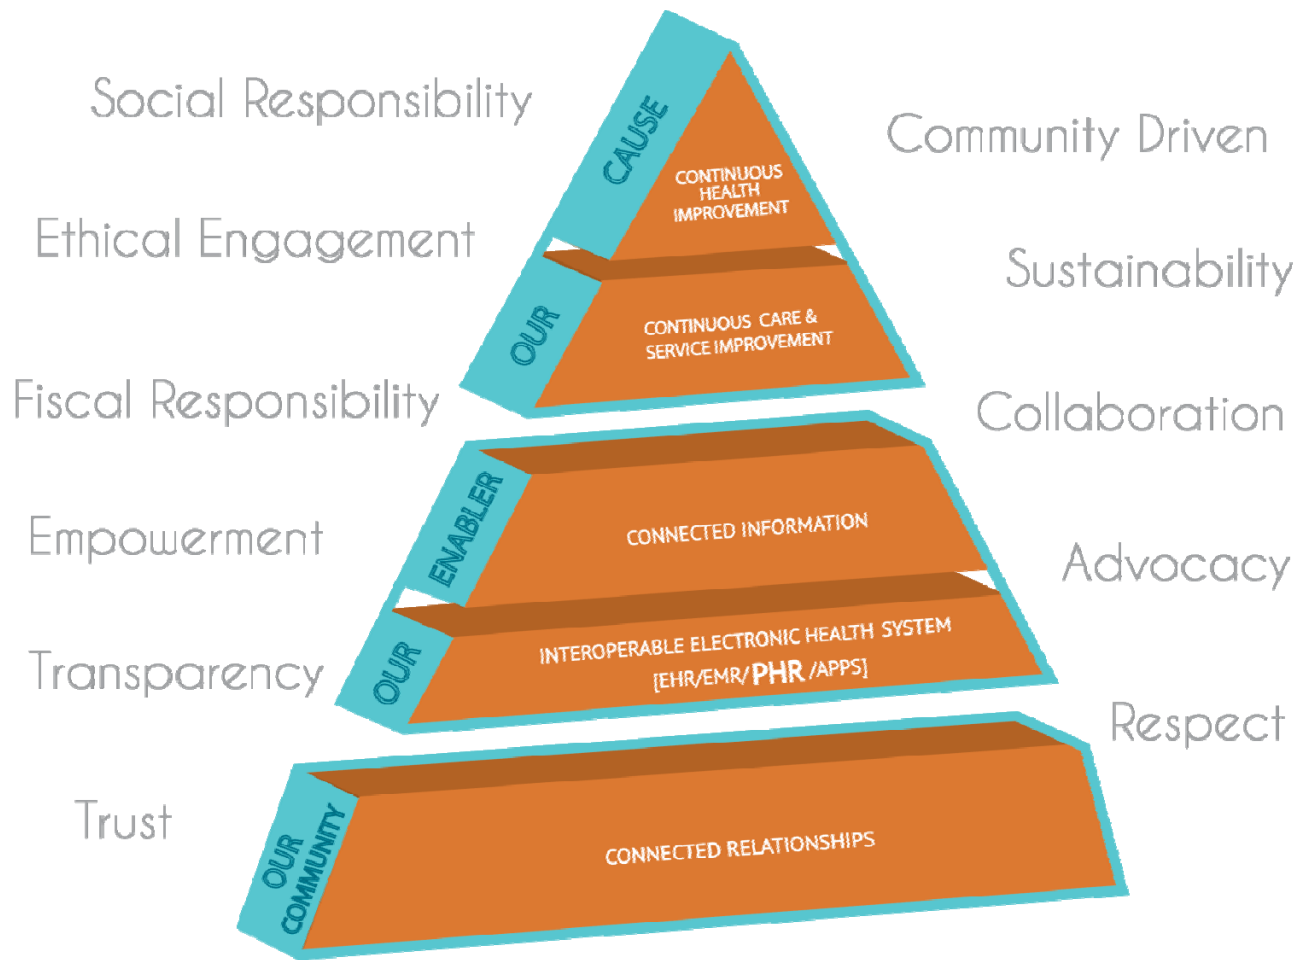 Social Responsibility
Community Driven
CAUSE
CONTINUOUS
HEALTH
IMPROVEMENT
Ethical Engagement
Sustainability
OUR
CONTINUOUS CARE &
SERVICE IMPROVEMENT
Fiscal Responsibility
Collaboration
ENABLER
CONNECTED INFORMATION
Empowerment
Advocacy
OUR
INTEROPERABLE ELECTRONIC HEALTH SYSTEM
[EHR/EMR/PHR/APPS]
Transparency
Respect
Trust
OUR
COMMUNITY
CONNECTED RELATIONSHIPS